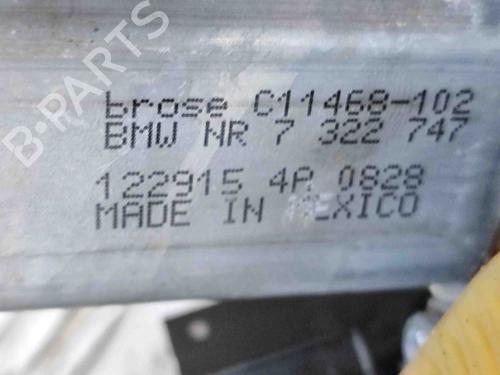 B-PARTS
brose C11468-102
BMW NR 7 322 747
122915 4A 0828
MADE IN MEXICO